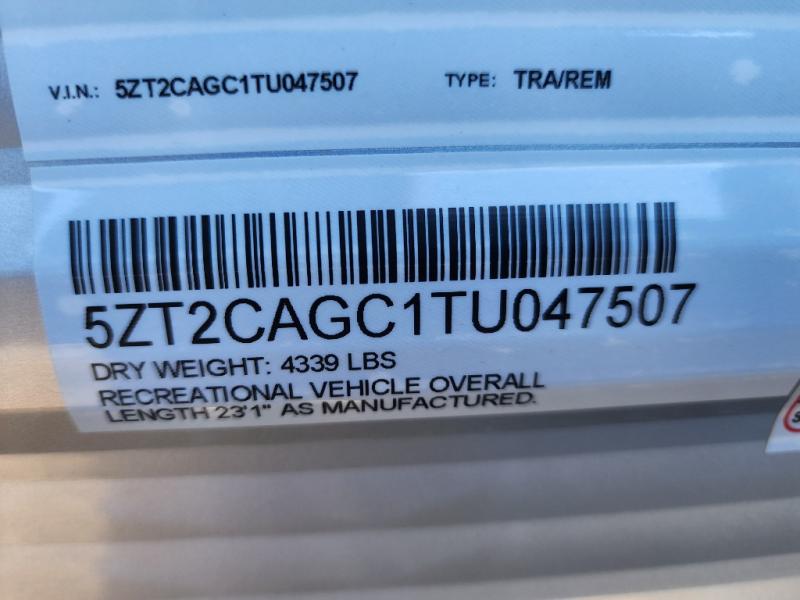 V.I.N.: 5ZT2CAGC1TU047507 TYPE: TRA/REM
5ZT2CAGC1TU047507
DRY WEIGHT: 4339 LBS
RECREATIONAL VEHICLE OVERALL
LENGTH 23'1" AS MANUFACTURED.